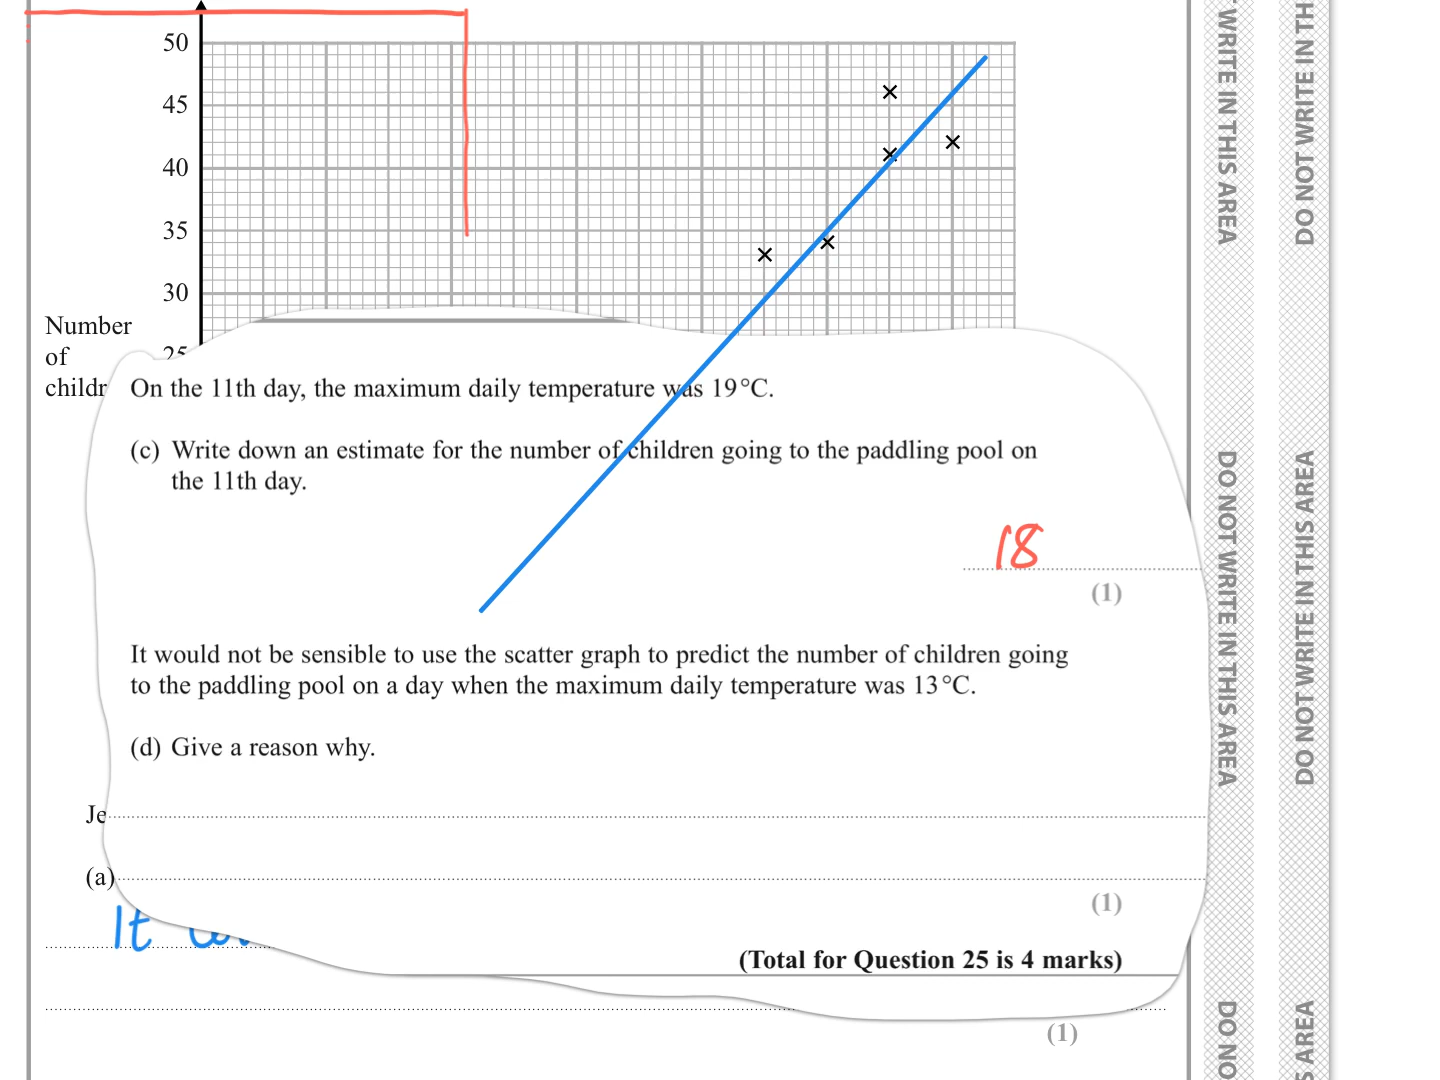 50
45
40
35
30
Number
of
25
childr
On the 11th day, the maximum daily temperature was 19°C.
(c) Write down an estimate for the number of children going to the paddling pool on
the 11th day.
18
(1)
It would not be sensible to use the scatter graph to predict the number of children going
to the paddling pool on a day when the maximum daily temperature was 13°C.
(d) Give a reason why.
Je
(a)
(1)
It
(Total for Question 25 is 4 marks)
(1)
WRITE IN THIS AREA
DO NOT WRITE IN THIS AREA
DO NO
DO NOT WRITE IN TH
DO NOT WRITE IN THIS AREA
S AREA